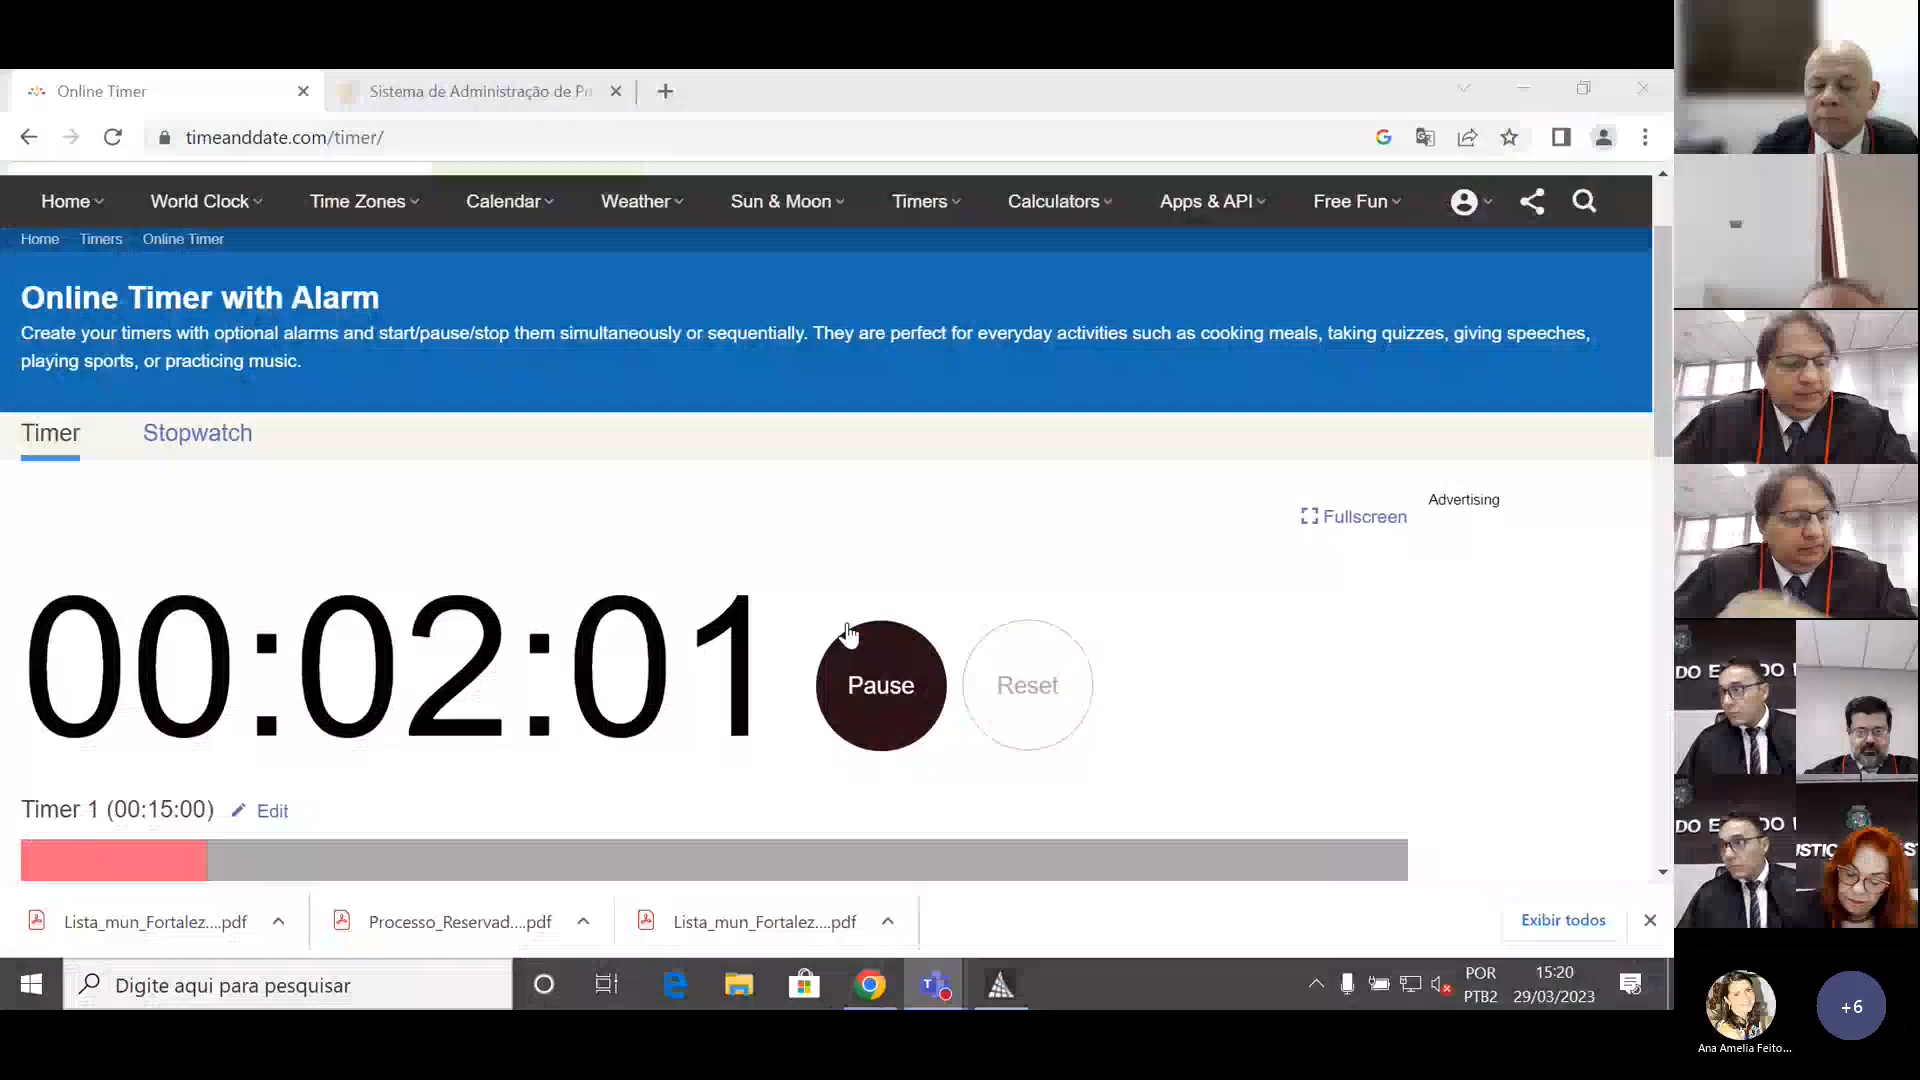 Online Timer
Sistema de Administração de Pr
timeanddate.com/timer/
Home World Clock Time Zones Calendar Weather Sun & Moon Timers Calculators Apps & API Free Fun
Home Timers Online Timer
Online Timer with Alarm
Create your timers with optional alarms and start/pause/stop them simultaneously or sequentially. They are perfect for everyday activities such as cooking meals, taking quizzes, giving speeches,
playing sports, or practicing music.
Timer Stopwatch
Advertising
Fullscreen
00:02:01
Pause
Reset
Timer 1 (00:15:00) Edit
Lista_mun_Fortalez....pdf
Processo_Reservad....pdf
Lista_mun_Fortalez....pdf
Exibir todos
Digite aqui para pesquisar
POR
PTB2
15:20
29/03/2023
DO E DO
DO E DO
Ana Amelia Feito...
+6